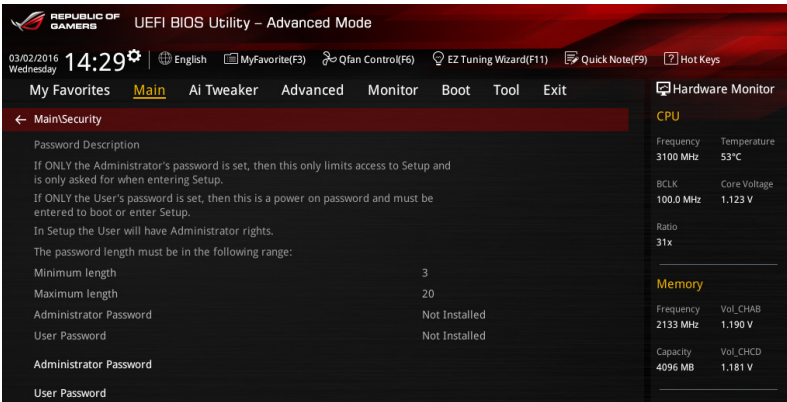 REPUBLIC OF
GAMERS
UEFI BIOS Utility – Advanced Mode
03/02/2016
Wednesday
14:29
English
MyFavorite(F3)
Qfan Control(F6)
EZ Tuning Wizard(F11)
Quick Note(F9)
? Hot Keys
My Favorites Main Ai Tweaker Advanced Monitor Boot Tool Exit
Hardware Monitor
← Main\Security
Password Description
If ONLY the Administrator's password is set, then this only limits access to Setup and
is only asked for when entering Setup.
If ONLY the User's password is set, then this is a power on password and must be
entered to boot or enter Setup.
In Setup the User will have Administrator rights.
The password length must be in the following range:
Minimum length 3
Maximum length 20
Administrator Password Not Installed
User Password Not Installed
Administrator Password
User Password
CPU
Frequency Temperature
3100 MHz 53°C
BCLK Core Voltage
100.0 MHz 1.123 V
Ratio
31x
Memory
Frequency Vol_CHAB
2133 MHz 1.190 V
Capacity Vol_CHCD
4096 MB 1.181 V